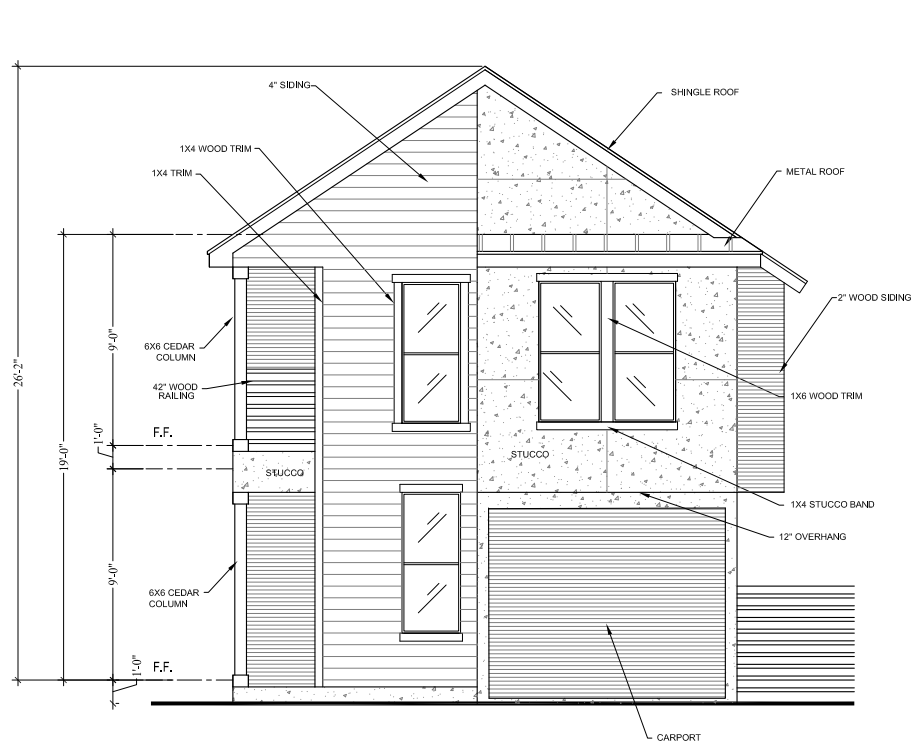 4" SIDING
SHINGLE ROOF
1X4 WOOD TRIM
1X4 TRIM
METAL ROOF
2" WOOD SIDING
9'-0"
26'-2"
6X6 CEDAR
COLUMN
42" WOOD
RAILING
1X6 WOOD TRIM
F.F.
1'-0"
19'-0"
STUCCO
STUCCO
1X4 STUCCO BAND
12" OVERHANG
9'-0"
6X6 CEDAR
COLUMN
F.F.
1'-0"
CARPORT